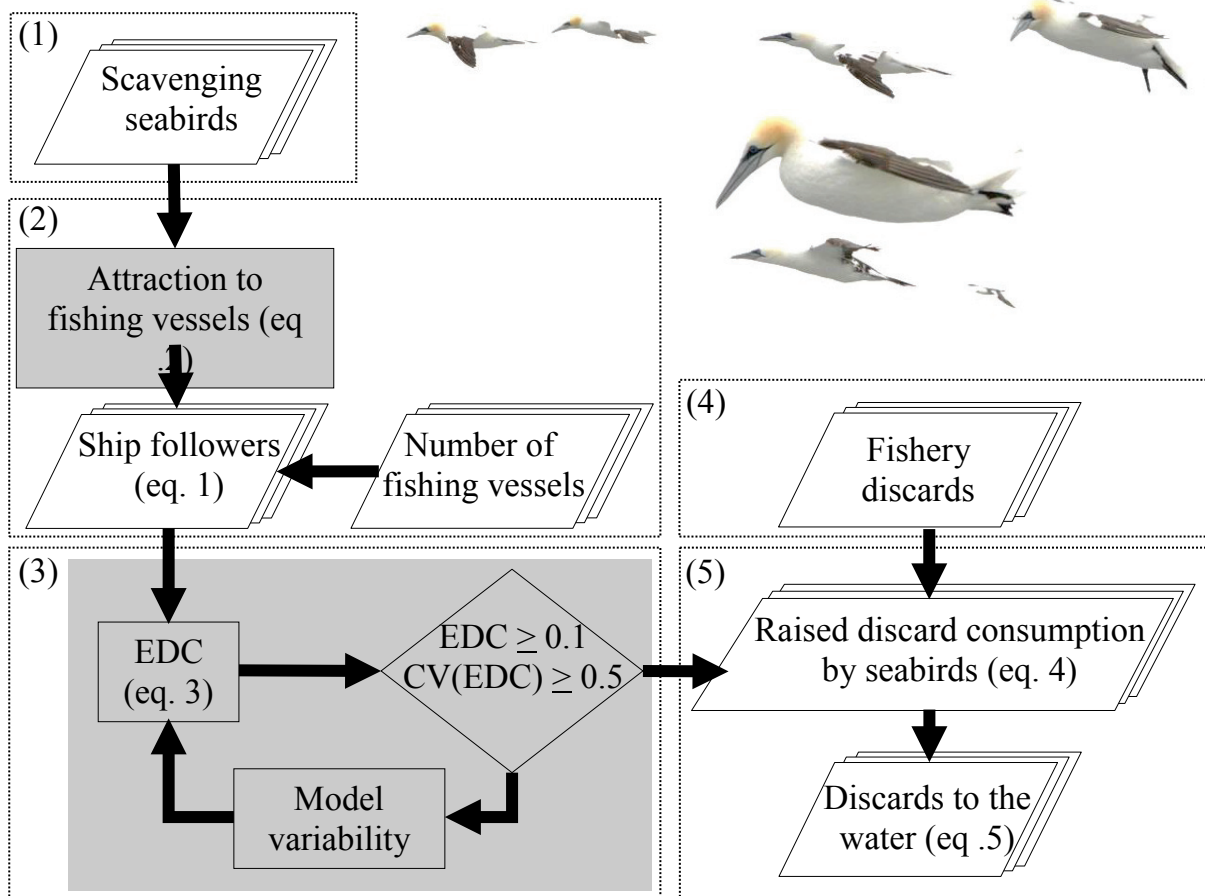 (1)
Scavenging
seabirds
(2)
Attraction to
fishing vessels (eq
.2)
Ship followers
(eq. 1)
Number of
fishing vessels
(3)
EDC
(eq. 3)
EDC ≥ 0.1
CV(EDC) ≥ 0.5
Model
variability
(4)
Fishery
discards
(5)
Raised discard consumption
by seabirds (eq. 4)
Discards to the
water (eq .5)